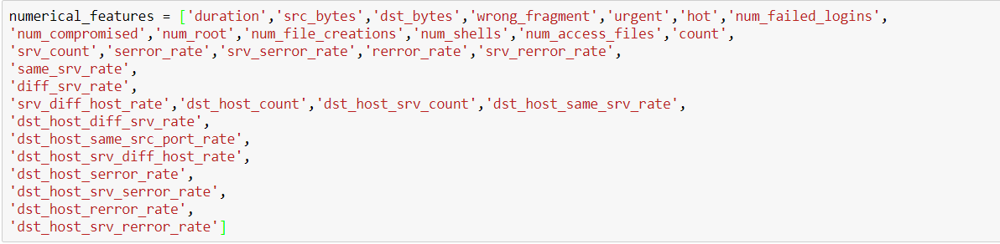 numerical_features = ['duration','src_bytes','dst_bytes','wrong_fragment','urgent','hot','num_failed_logins',
'num_compromised','num_root','num_file_creations','num_shells','num_access_files','count',
'srv_count','serror_rate','srv_serror_rate','rerror_rate','srv_rerror_rate',
'same_srv_rate',
'diff_srv_rate',
'srv_diff_host_rate','dst_host_count','dst_host_srv_count','dst_host_same_srv_rate',
'dst_host_diff_srv_rate',
'dst_host_same_src_port_rate',
'dst_host_srv_diff_host_rate',
'dst_host_serror_rate',
'dst_host_srv_serror_rate',
'dst_host_rerror_rate',
'dst_host_srv_rerror_rate']